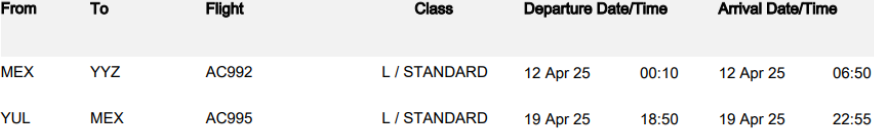 From To Flight Class Departure Date/Time Arrival Date/Time
MEX YYZ AC992 L / STANDARD 12 Apr 25 00:10 12 Apr 25 06:50
YUL MEX AC995 L / STANDARD 19 Apr 25 18:50 19 Apr 25 22:55